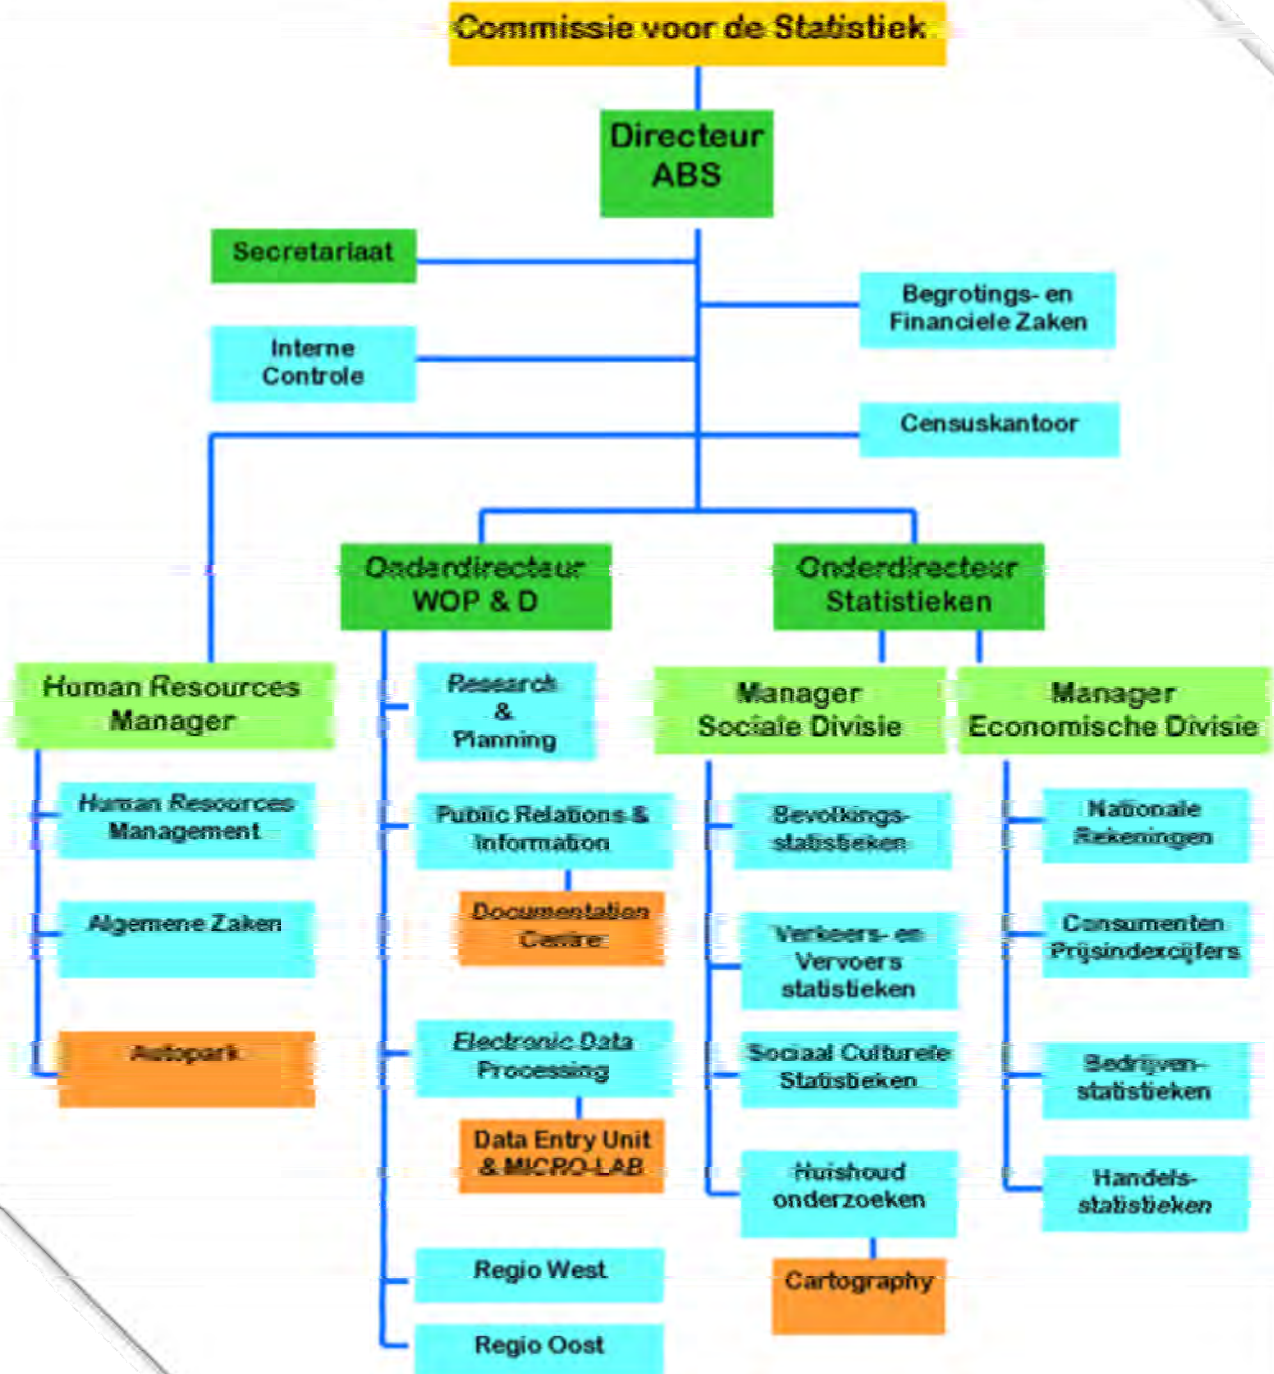 Commissie voor de Statistiek
Directeur
ABS
Secretariaat
Begrotings- en
Financiele Zaken
Interne
Controle
Censuskantoor
Onderdirecteur
WOP & D
Onderdirecteur
Statistieken
Human Resources
Manager
Human Resources
Management
Algemene Zaken
Autopark
Research
&
Planning
Public Relations &
Information
Documentation
Centre
Electronic Data
Processing
Data Entry Unit
& MICRO-LAB
Regio West
Regio Oost
Manager
Sociale Divisie
Bevolkings-
statistieken
Verkeers- en
Vervoers
statistieken
Sociaal Culturele
Statistieken
Huishoud
onderzoeken
Cartography
Manager
Economische Divisie
Nationale
Rekeningen
Consumenten
Prijsindexcijfers
Bedrijven-
statistieken
Handels-
statistieken